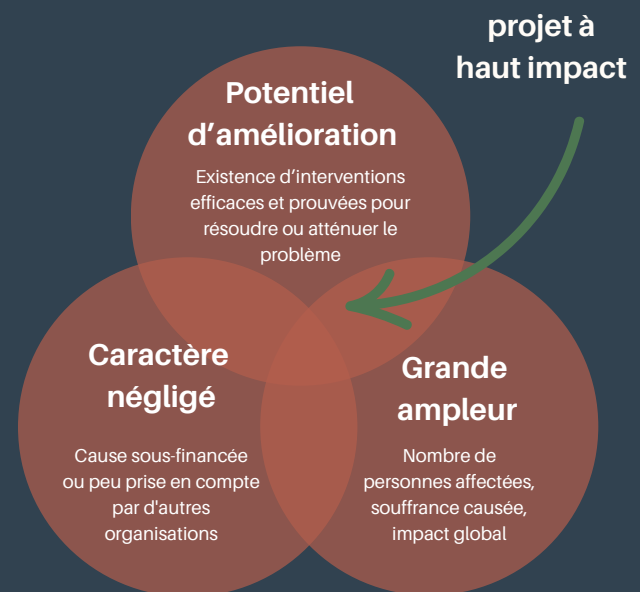 projet à
haut impact
Potentiel
d’amélioration
Existence d’interventions
efficaces et prouvées pour
résoudre ou atténuer le
problème
Caractère
négligé
Cause sous-financée
ou peu prise en compte
par d'autres
organisations
Grande
ampleur
Nombre de
personnes affectées,
souffrance causée,
impact global